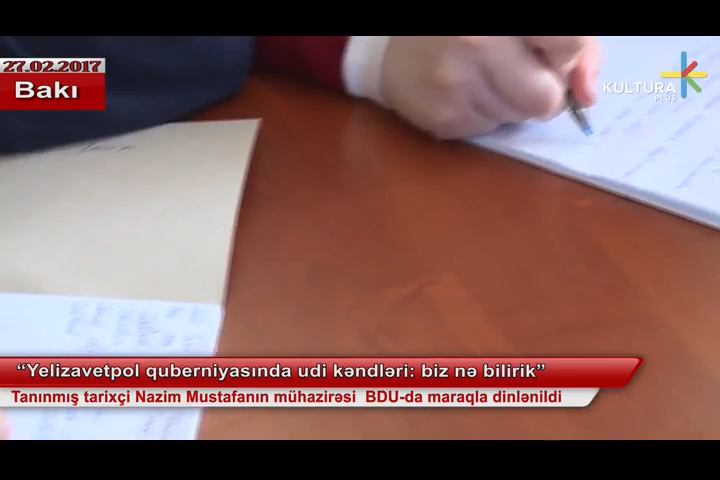 27.02.2017
Bakı
KULTURA
PLUS
“Yelizavetpol quberniyasında udi kəndləri: biz nə bilirik”
Tanınmış tarixçi Nazim Mustafanın mühazirəsi BDU-da maraqla dinlənildi